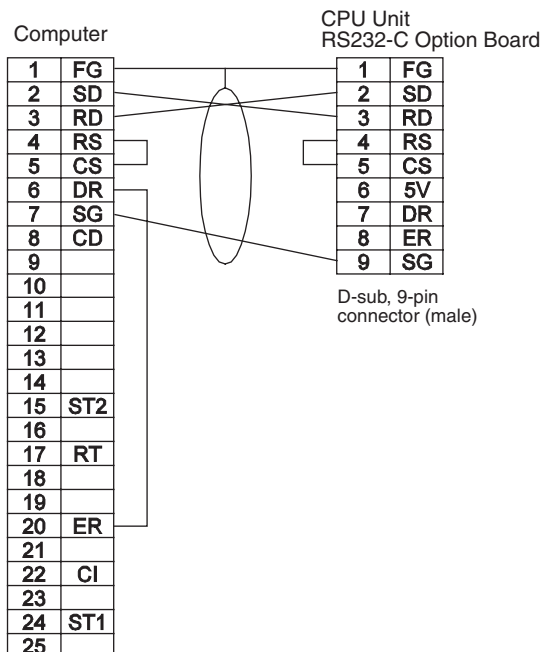 Computer
CPU Unit
RS232-C Option Board
1 FG
2 SD
3 RD
4 RS
5 CS
6 DR
7 SG
8 CD
9
10
11
12
13
14
15 ST2
16
17 RT
18
19
20 ER
21
22 CI
23
24 ST1
25
1 FG
2 SD
3 RD
4 RS
5 CS
6 5V
7 DR
8 ER
9 SG
D-sub, 9-pin
connector (male)